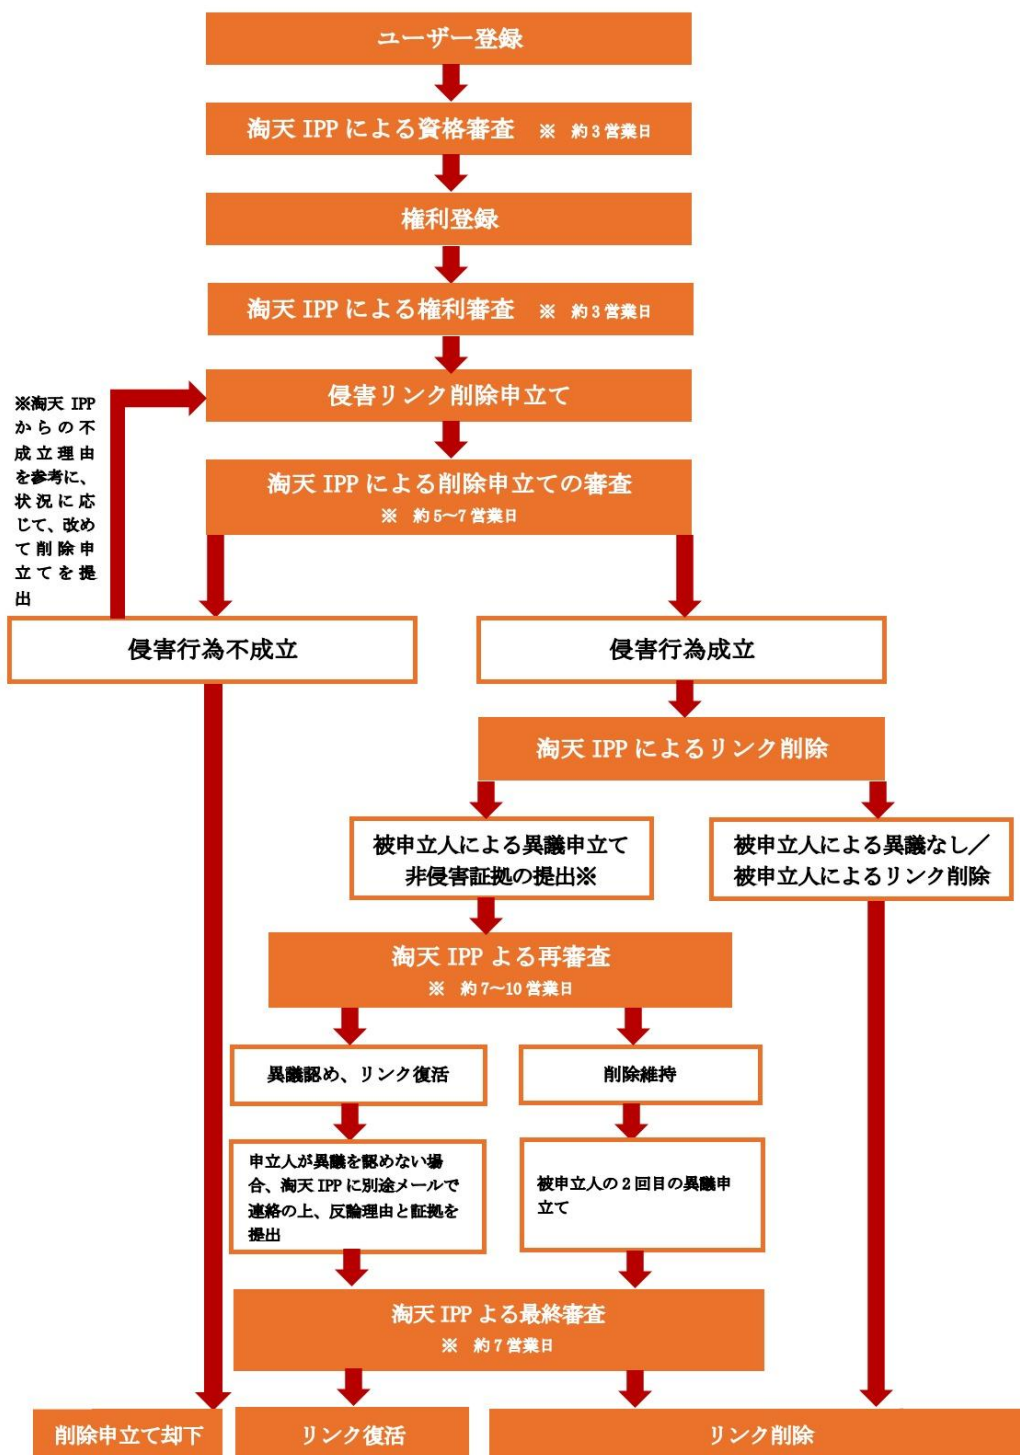 ユーザー登録
淘天 IPP による資格審査 ※ 約 3 営業日
権利登録
淘天 IPP による権利審査 ※ 約 3 営業日
侵害リンク削除申立て
※淘天 IPP
からの不
成立理由
を参考に、
状況に応
じて、改め
て削除申
立てを提
出
淘天 IPP による削除申立ての審査
※ 約 5～7 営業日
侵害行為不成立
侵害行為成立
淘天 IPP によるリンク削除
被申立人による異議申立て
非侵害証拠の提出※
被申立人による異議なし／
被申立人によるリンク削除
淘天 IPP よる再審査
※ 約 7～10 営業日
異議認め、リンク復活
削除維持
申立人が異議を認めない場
合、淘天 IPP に別途メールで
連絡の上、反論理由と証拠を
提出
被申立人の 2 回目の異議申
立て
淘天 IPP よる最終審査
※ 約 7 営業日
削除申立て却下
リンク復活
リンク削除